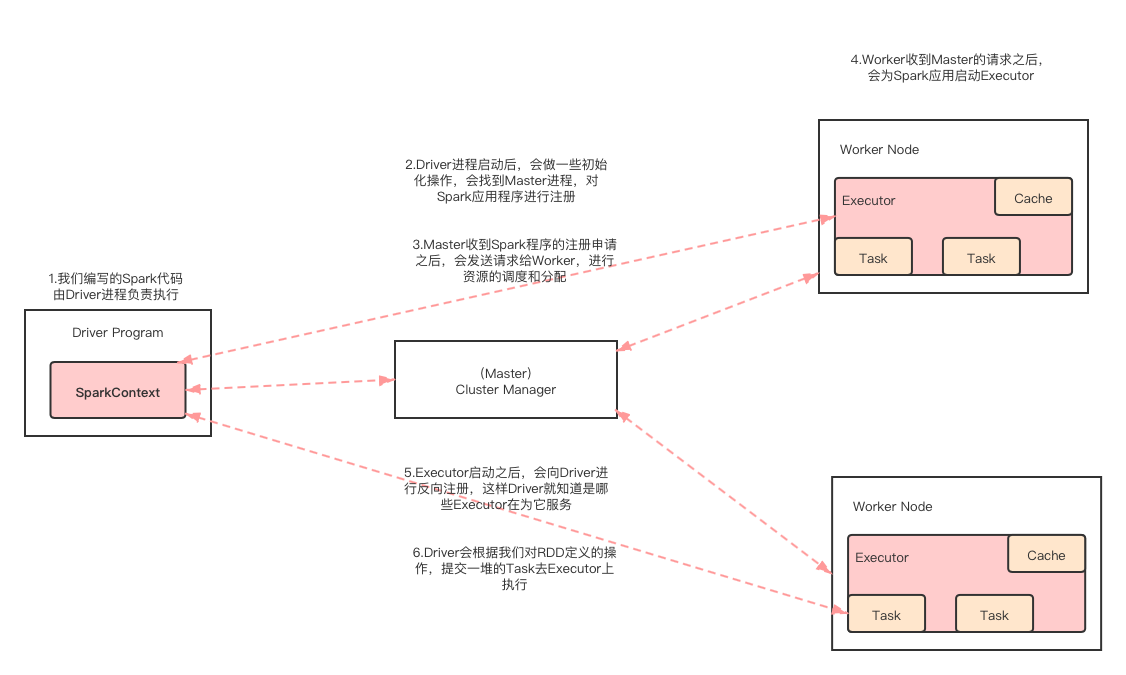 4.Worker收到Master的请求之后，
会为Spark应用启动Executor
Worker Node
Executor
Cache
Task
Task
2.Driver进程启动后，会做一些初始
化操作，会找到Master进程，对
Spark应用程序进行注册
3.Master收到Spark程序的注册申请
之后，会发送请求给Worker，进行
资源的调度和分配
1.我们编写的Spark代码
由Driver进程负责执行
Driver Program
SparkContext
(Master)
Cluster Manager
5.Executor启动之后，会向Driver进
行反向注册，这样Driver就知道是哪
些Executor在为它服务
6.Driver会根据我们对RDD定义的操
作，提交一堆的Task去Executor上
执行
Worker Node
Executor
Cache
Task
Task